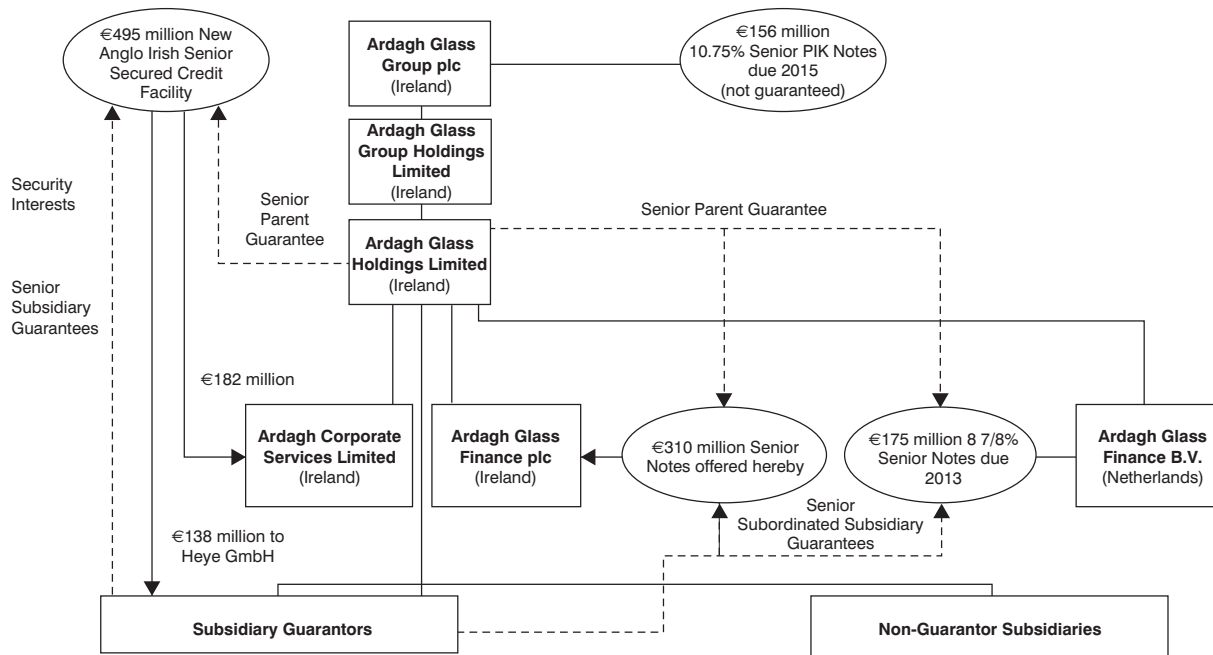 €495 million New
Anglo Irish Senior
Secured Credit
Facility
Ardagh Glass
Group plc
(Ireland)
€156 million
10.75% Senior PIK Notes
due 2015
(not guaranteed)
Ardagh Glass
Group Holdings
Limited
(Ireland)
Security
Interests
Senior
Parent
Guarantee
Senior Parent Guarantee
Ardagh Glass
Holdings Limited
(Ireland)
Senior
Subsidiary
Guarantees
€182 million
Ardagh Corporate
Services Limited
(Ireland)
Ardagh Glass
Finance plc
(Ireland)
€310 million Senior
Notes offered hereby
€175 million 8 7/8%
Senior Notes due
2013
Ardagh Glass
Finance B.V.
(Netherlands)
€138 million to
Heye GmbH
Senior
Subordinated Subsidiary
Guarantees
Subsidiary Guarantors
Non-Guarantor Subsidiaries